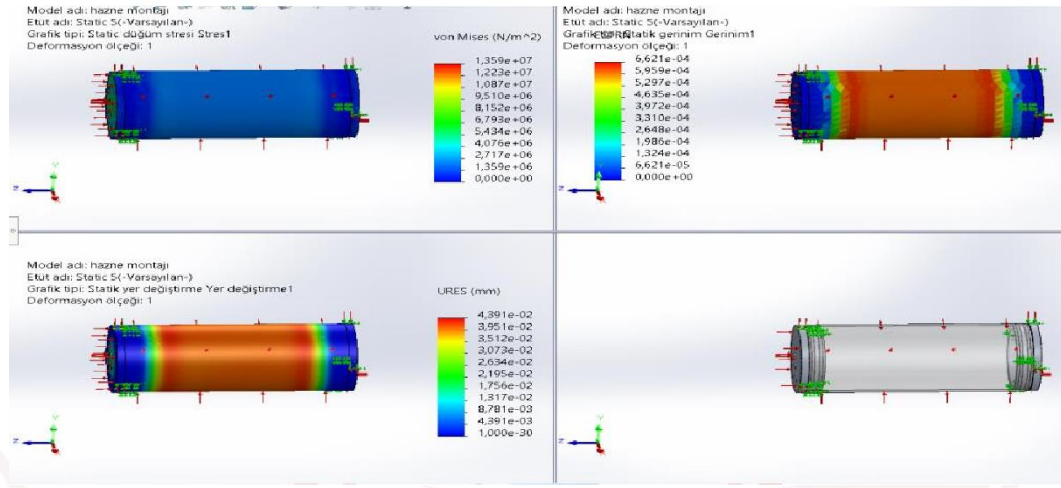 Model adı: hazne montajı
Etüt adı: Static 5(-Varsayılan-)
Grafik tipi: Static düğüm stresi Stres1
Deformasyon ölçeği: 1
von Mises (N/m^2)
1,359e+07
1,223e+07
1,087e+07
9,510e+06
8,152e+06
6,793e+06
5,434e+06
4,076e+06
2,717e+06
1,359e+06
0,000e+00
Model adı: hazne montajı
Etüt adı: Static 5(-Varsayılan-)
Grafik Statik gerinim Gerinim1
Deformasyon ölçeği: 1
6,621e-04
5,959e-04
5,297e-04
4,635e-04
3,972e-04
3,310e-04
2,648e-04
1,986e-04
1,324e-04
6,621e-05
0,000e+00
Model adı: hazne montajı
Etüt adı: Static 5(-Varsayılan-)
Grafik tipi: Statik yer değiştirme Yer değiştirme1
Deformasyon ölçeği: 1
URES (mm)
4,391e-02
3,951e-02
3,512e-02
3,073e-02
2,634e-02
2,195e-02
1,756e-02
1,317e-02
8,781e-03
4,391e-03
1,000e-30